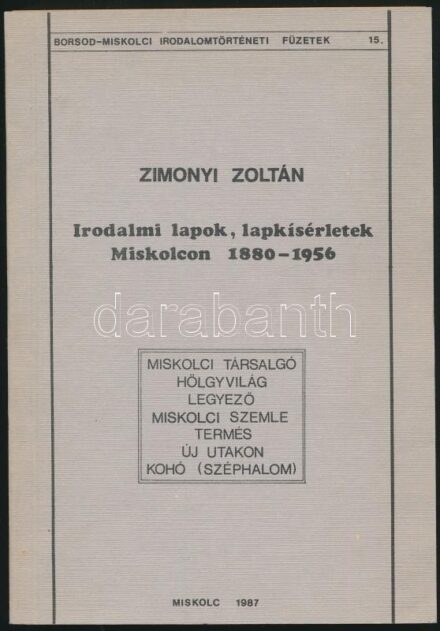 BORSOD-MISKOLCI IRODALOMTÖRTÉNETI FÜZETEK 15.
ZIMONYI ZOLTÁN
Irodalmi lapok, lapkísérletek
Miskolcon 1880-1956
darabanth
MISKOLCI TÁRSALGÓ
HÖLGYVILÁG
LEGYEZŐ
MISKOLCI SZEMLE
TERMÉS
ÚJ UTAKON
KOHÓ (SZÉPHALOM)
MISKOLC 1987